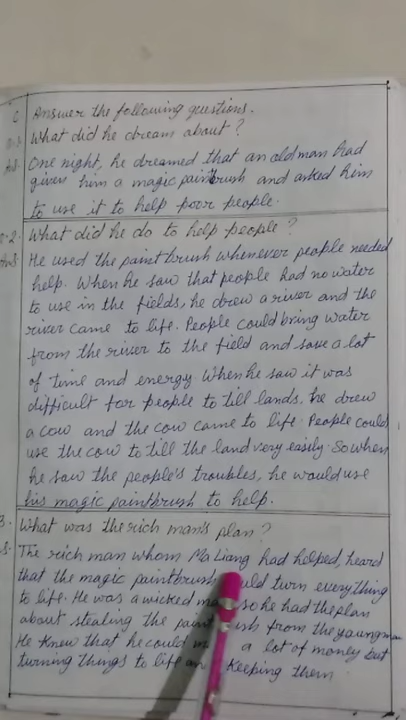 C Answer the following questions.
What did he dream about?
Ans One night, he dreamed that an old man had
given him a magic paintbrush and asked him
to use it to help poor people.
2. What did he do to help people?
Ans He used the paintbrush whenever people needed
help. When he saw that people had no water
to use in the fields, he drew a river and the
river came to life. People could bring water
from the river to the field and save a lot
of time and energy When he saw it was
difficult for people to till lands, he drew
a cow and the cow came to life. People could
use the cow to till the land very easily. So when
he saw the people's troubles, he would use
his magic paintbrush to help.
3. What was the rich man's plan?
The rich man whom Ma Liang had helped, heard
that the magic paintbrush turn everything
to life. He was a wicked so he had the plan
about stealing the from the young man
He knew that he could a lot of money but
turning things to life keeping them